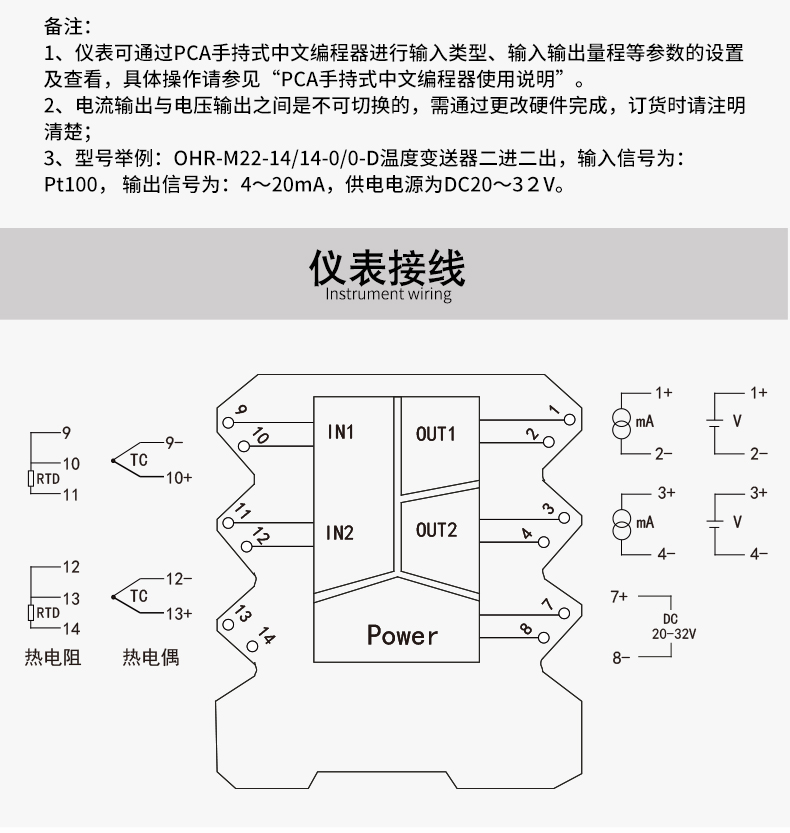 备注：
1、仪表可通过PCA手持式中文编程器进行输入类型、输入输出量程等参数的设置
及查看，具体操作请参见“PCA手持式中文编程器使用说明”。
2、电流输出与电压输出之间是不可切换的，需通过更改硬件完成，订货时请注明
清楚；
3、型号举例：OHR-M22-14/14-0/0-D温度变送器二进二出，输入信号为：
Pt100， 输出信号为：4～20mA，供电电源为DC20～3２V。
仪表接线
Instrument wiring
9
10
RTD
11
TC
9−
10+
12
13
RTD
14
TC
12−
13+
热电阻
热电偶
9
10
11
12
13
14
IN1
IN2
OUT1
OUT2
Power
1
2
3
4
7
8
1+
mA
2−
1+
V
2−
3+
mA
4−
3+
V
4−
7+
DC
20-32V
8−